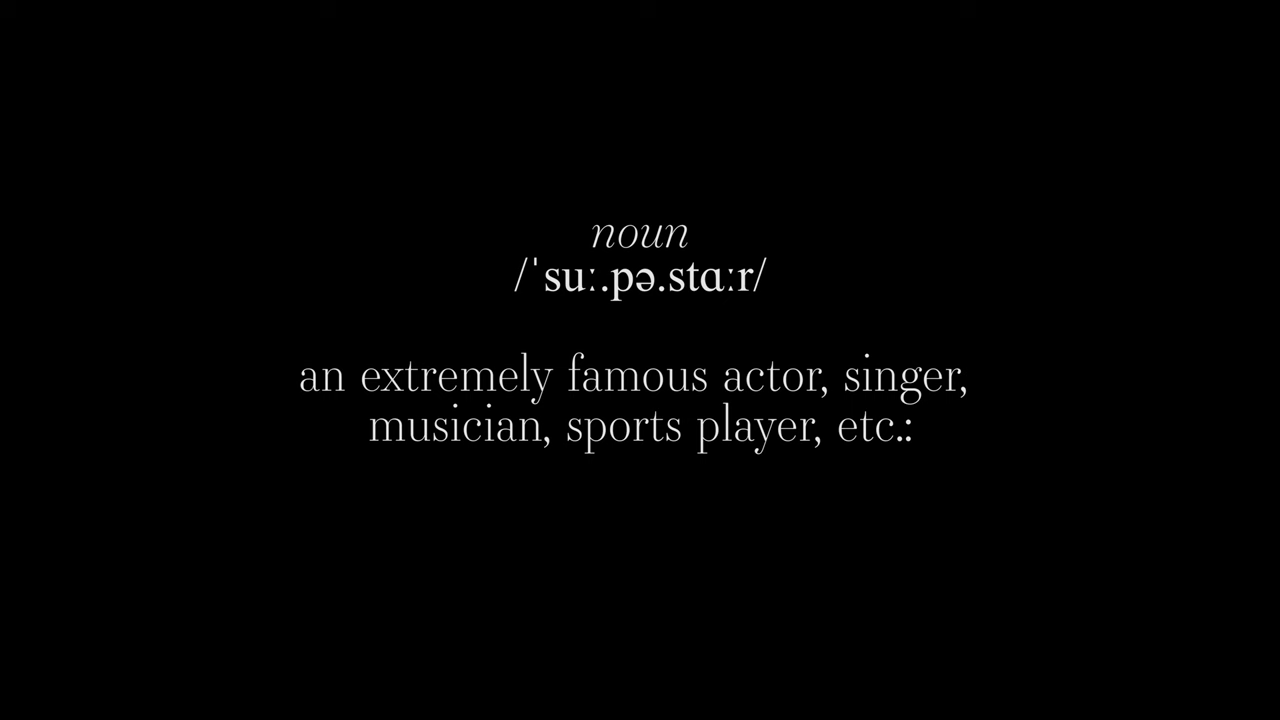 noun
/ˈsuː.pə.stɑːr/
an extremely famous actor, singer,
musician, sports player, etc.: